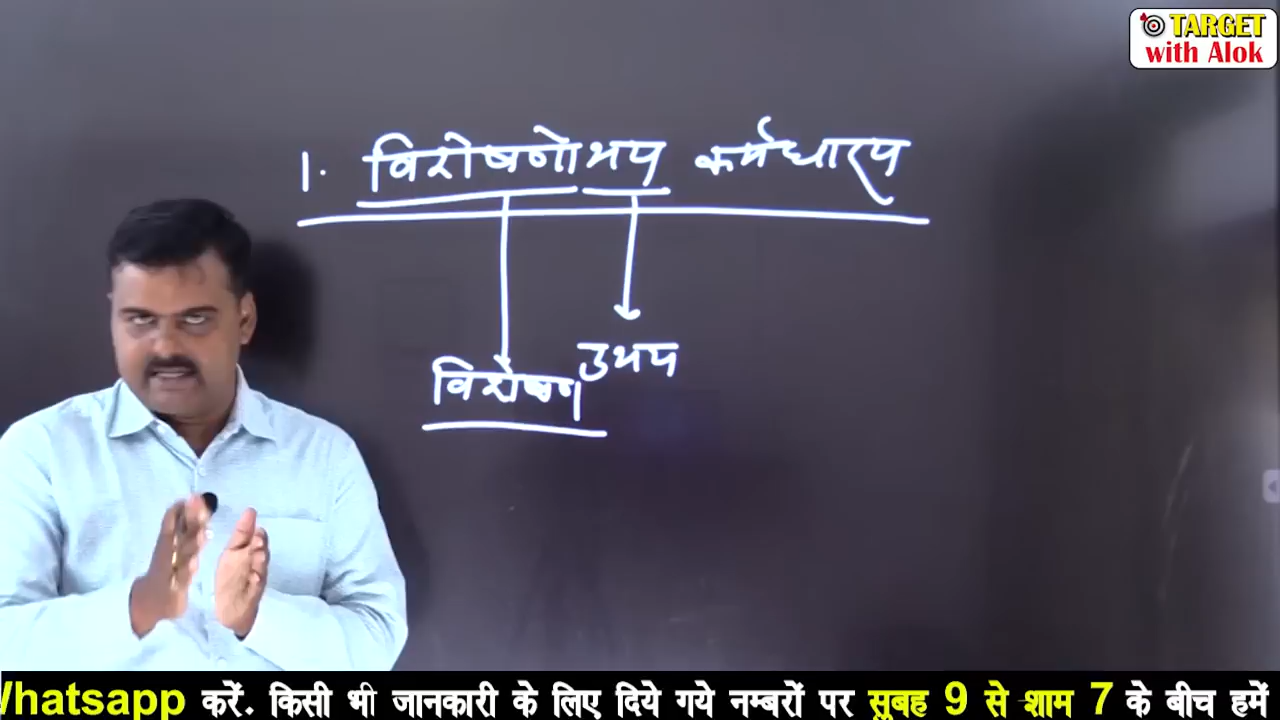 TARGET
with Alok
1. विशेषणोभय कर्मधारय
उभय
विशेषण
Whatsapp करें. किसी भी जानकारी के लिए दिये गये नम्बरों पर सुबह 9 से शाम 7 के बीच हमें